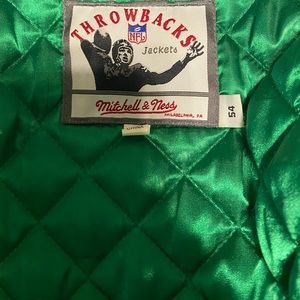 THROWBACKS
NFL
Jackets
Mitchell & Ness
PHILADELPHIA, PA
54